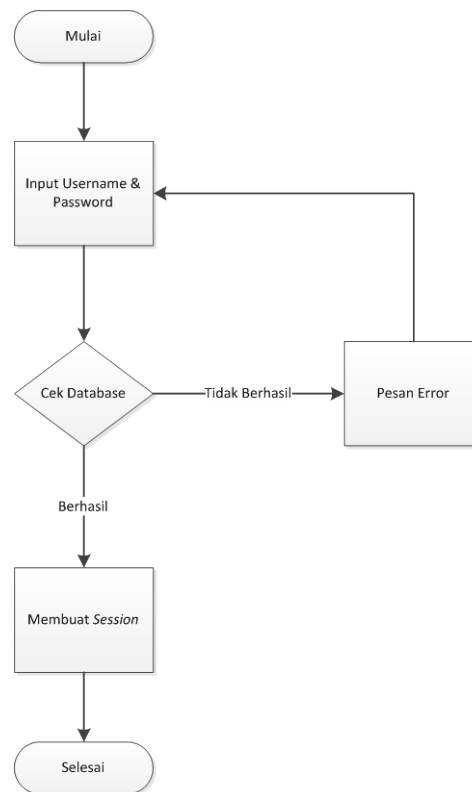 Mulai
Input Username &
Password
Cek Database
Tidak Berhasil
Pesan Error
Berhasil
Membuat Session
Selesai